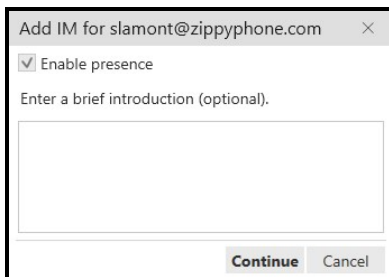 Add IM for slamont@zippyphone.com
Enable presence
Enter a brief introduction (optional).
Continue Cancel